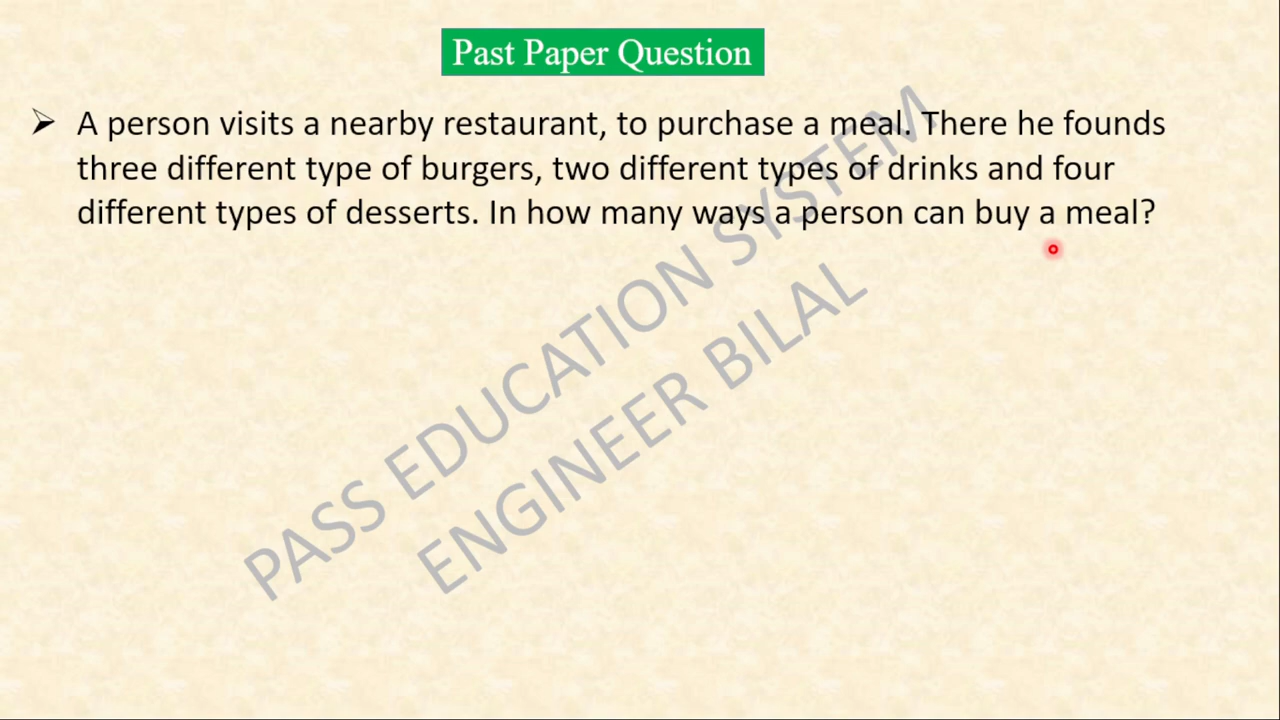 Past Paper Question
A person visits a nearby restaurant, to purchase a meal. There he founds
three different type of burgers, two different types of drinks and four
different types of desserts. In how many ways a person can buy a meal?
PASS EDUCATION SYSTEM
ENGINEER BILAL